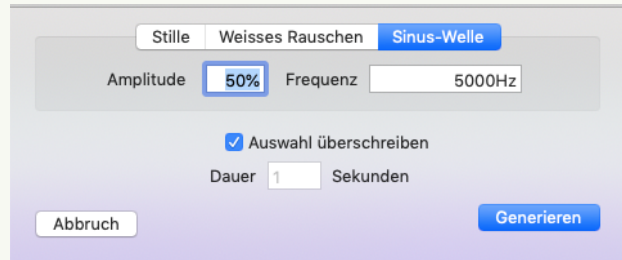 Stille Weisses Rauschen Sinus-Welle
Amplitude 50% Frequenz 5000Hz
Auswahl überschreiben
Dauer 1 Sekunden
Abbruch Generieren